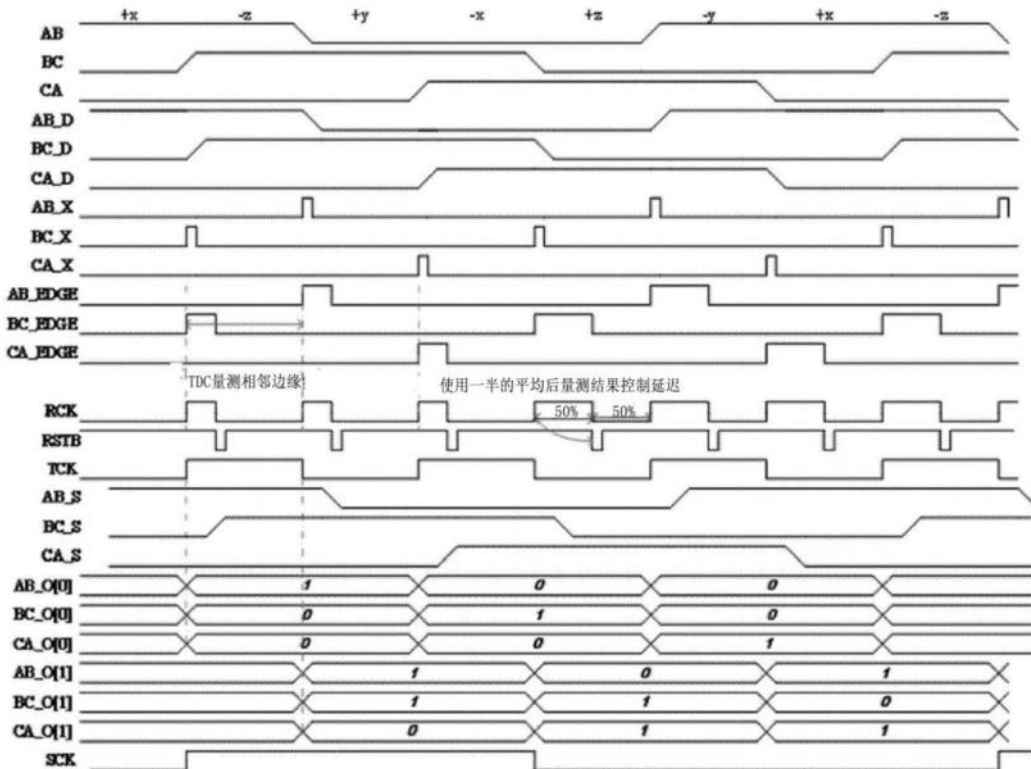 +x -z +y -x +z -y +x -z
AB
BC
CA
AB_D
BC_D
CA_D
AB_X
BC_X
CA_X
AB_EDGE
BC_EDGE
CA_EDGE
TDC量测相邻边缘 使用一半的平均后量测结果控制延迟
RCK 50% 50%
RSTB
TCK
AB_S
BC_S
CA_S
AB_O[0] 1 0 0
BC_O[0] 0 1 0
CA_O[0] 0 0 1
AB_O[1] 1 0 1
BC_O[1] 1 1 0
CA_O[1] 0 1 1
SCK